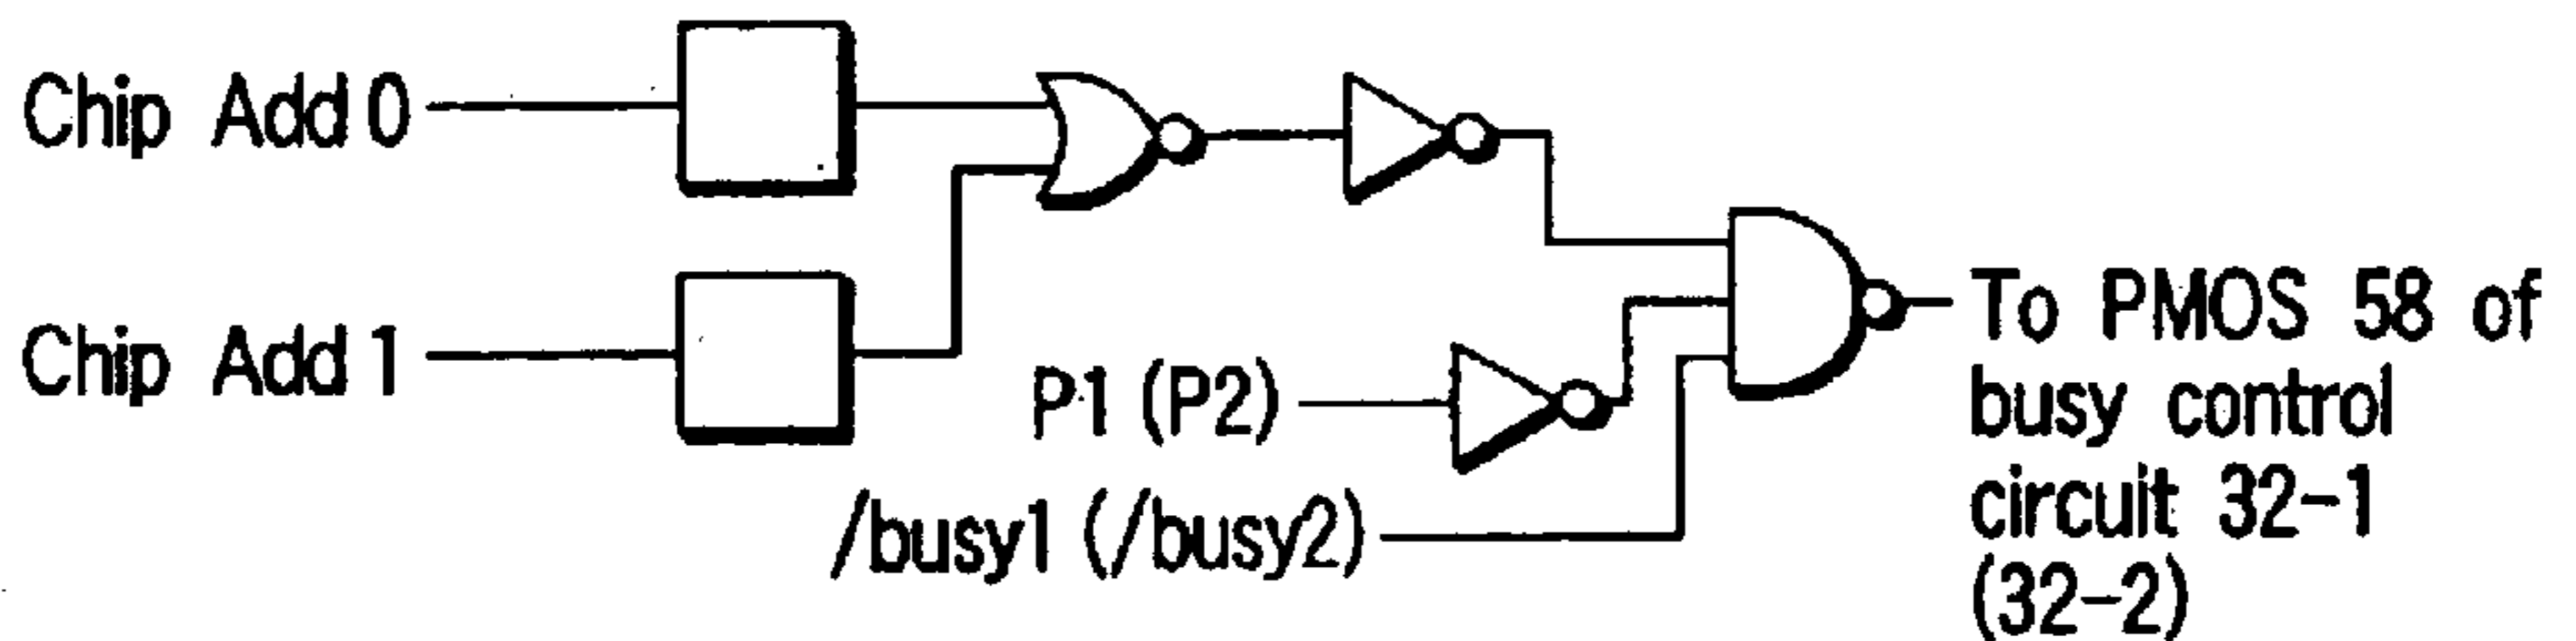 Chip Add 0
Chip Add 1
P1 (P2)
/busy1 (/busy2)
To PMOS 58 of
busy control
circuit 32-1
(32-2)